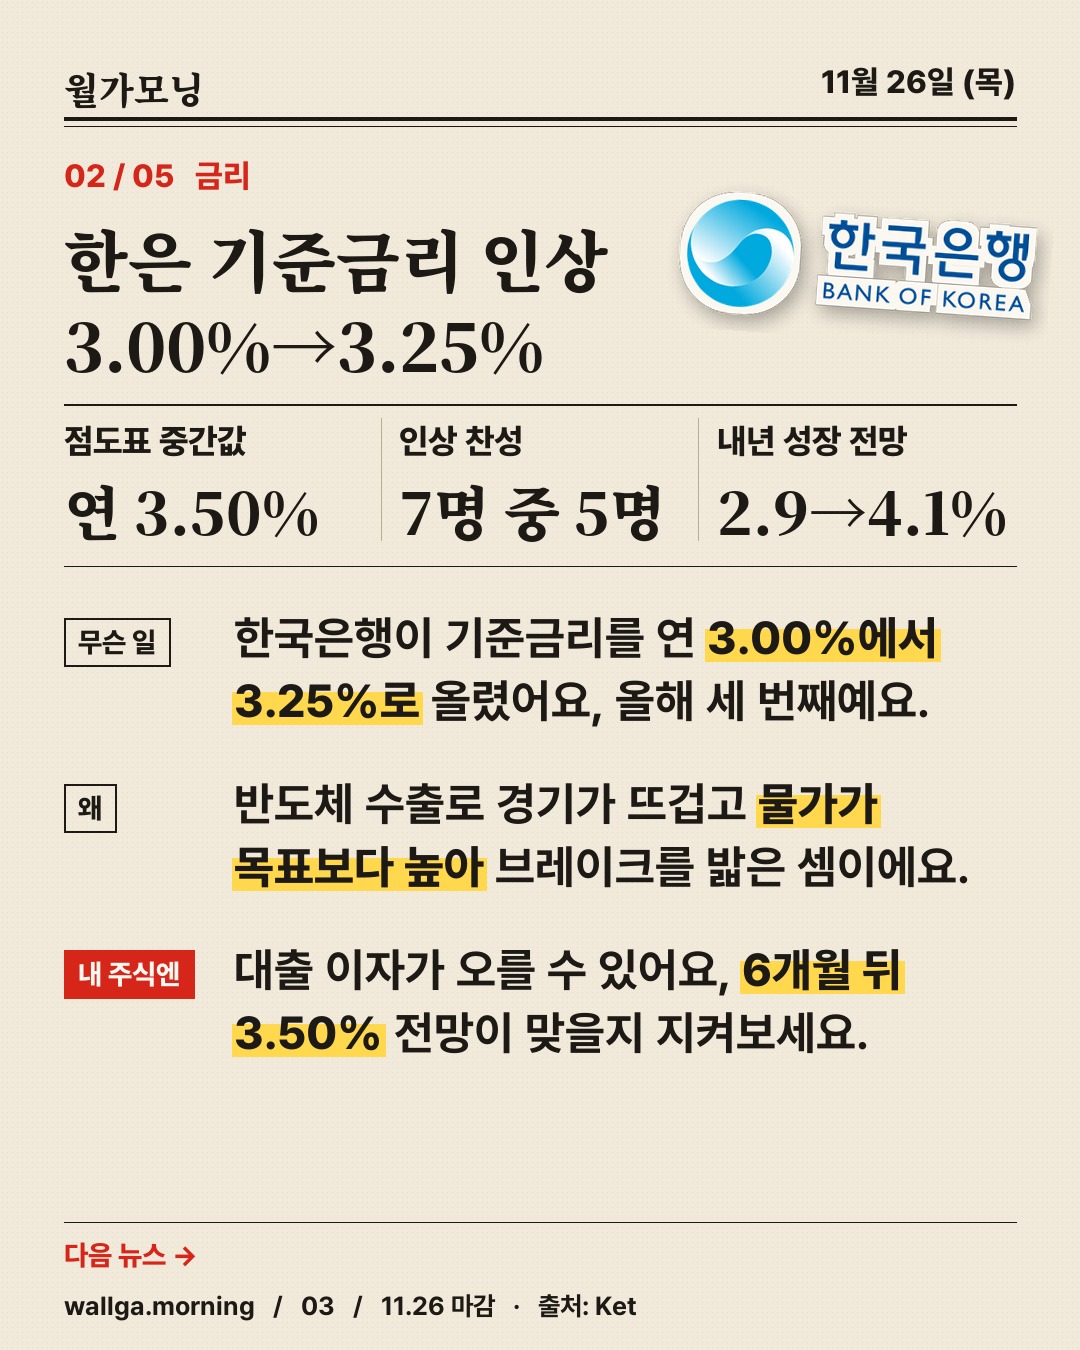 월가모닝
11월 26일 (목)
02 / 05 금리
한은 기준금리 인상
3.00%→3.25%
한국은행
BANK OF KOREA
점도표 중간값
연 3.50%
인상 찬성
7명 중 5명
내년 성장 전망
2.9→4.1%
무슨 일
한국은행이 기준금리를 연 3.00%에서
3.25%로 올렸어요, 올해 세 번째예요.
왜
반도체 수출로 경기가 뜨겁고 물가가
목표보다 높아 브레이크를 밟은 셈이에요.
내 주식엔
대출 이자가 오를 수 있어요, 6개월 뒤
3.50% 전망이 맞을지 지켜보세요.
다음 뉴스 →
wallga.morning / 03 / 11.26 마감 · 출처: Ket